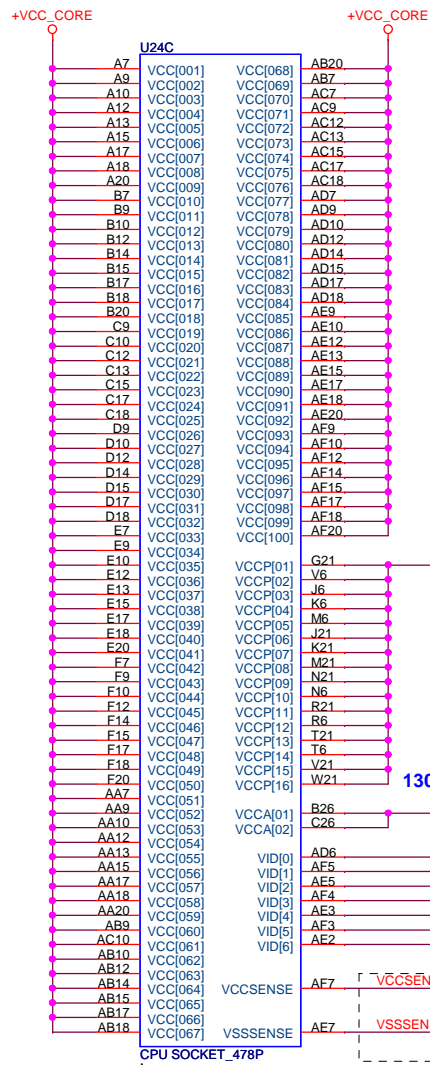 +VCC_CORE +VCC_CORE
U24C
A7 VCC[001] VCC[068] AB20
A9 VCC[002] VCC[069] AB7
A10 VCC[003] VCC[070] AC7
A12 VCC[004] VCC[071] AC9
A13 VCC[005] VCC[072] AC12
A15 VCC[006] VCC[073] AC13
A17 VCC[007] VCC[074] AC15
A18 VCC[008] VCC[075] AC17
A20 VCC[009] VCC[076] AC18
B7 VCC[010] VCC[077] AD7
B9 VCC[011] VCC[078] AD9
B10 VCC[012] VCC[079] AD10
B12 VCC[013] VCC[080] AD12
B14 VCC[014] VCC[081] AD14
B15 VCC[015] VCC[082] AD15
B17 VCC[016] VCC[083] AD17
B18 VCC[017] VCC[084] AD18
B20 VCC[018] VCC[085] AE9
C9 VCC[019] VCC[086] AE10
C10 VCC[020] VCC[087] AE12
C12 VCC[021] VCC[088] AE13
C13 VCC[022] VCC[089] AE15
C15 VCC[023] VCC[090] AE17
C17 VCC[024] VCC[091] AE18
C18 VCC[025] VCC[092] AE20
D9 VCC[026] VCC[093] AF9
D10 VCC[027] VCC[094] AF10
D12 VCC[028] VCC[095] AF12
D14 VCC[029] VCC[096] AF14
D15 VCC[030] VCC[097] AF15
D17 VCC[031] VCC[098] AF17
D18 VCC[032] VCC[099] AF18
E7 VCC[033] VCC[100] AF20
E9 VCC[034]
E10 VCC[035] VCCP[01] G21
E12 VCC[036] VCCP[02] V6
E13 VCC[037] VCCP[03] J6
E15 VCC[038] VCCP[04] K6
E17 VCC[039] VCCP[05] M6
E18 VCC[040] VCCP[06] J21
E20 VCC[041] VCCP[07] K21
F7 VCC[042] VCCP[08] M21
F9 VCC[043] VCCP[09] N21
F10 VCC[044] VCCP[10] N6
F12 VCC[045] VCCP[11] R21
F14 VCC[046] VCCP[12] R6
F15 VCC[047] VCCP[13] T21
F17 VCC[048] VCCP[14] T6
F18 VCC[049] VCCP[15] V21
F20 VCC[050] VCCP[16] W21 130
AA7 VCC[051]
AA9 VCC[052] VCCA[01] B26
AA10 VCC[053] VCCA[02] C26
AA12 VCC[054]
AA13 VCC[055] VID[0] AD6
AA15 VCC[056] VID[1] AF5
AA17 VCC[057] VID[2] AE5
AA18 VCC[058] VID[3] AF4
AA20 VCC[059] VID[4] AE3
AB9 VCC[060] VID[5] AF3
AC10 VCC[061] VID[6] AE2
AB10 VCC[062]
AB12 VCC[063]
AB14 VCC[064] VCCSENSE AF7 VCCSEN
AB15 VCC[065]
AB17 VCC[066]
AB18 VCC[067] VSSSENSE AE7 VSSSEN
CPU SOCKET_478P